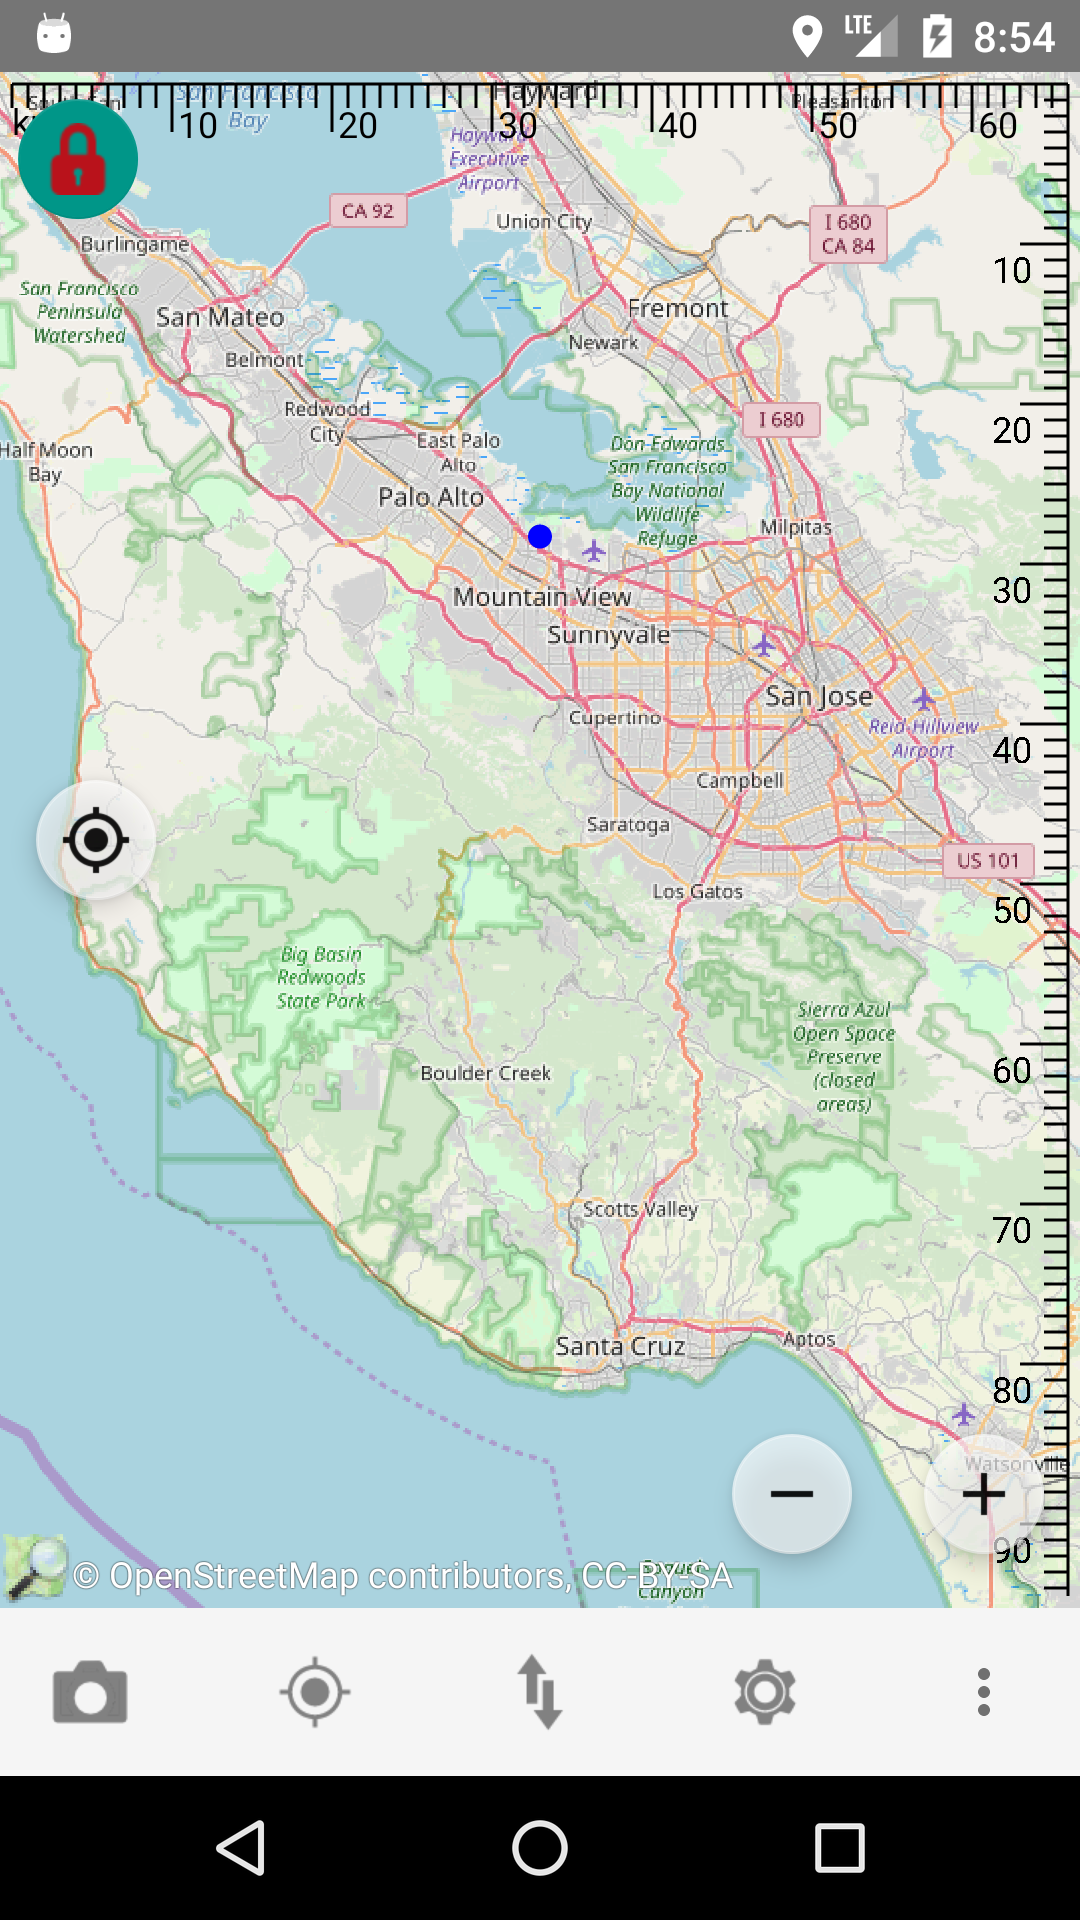 LTE
8:54
San Francisco
Bay
Hayward
Pleasanton
10
20
30
40
50
60
Hayward
Executive
Airport
CA 92
Union City
I 680
CA 84
Burlingame
10
San Francisco
Peninsula
Watershed
San Mateo
Fremont
Newark
Belmont
Redwood
City
I 680
20
East Palo
Alto
Half Moon
Bay
Don Edwards
San Francisco
Bay National
Wildlife
Refuge
Palo Alto
Milpitas
30
Mountain View
Sunnyvale
San Jose
Cupertino
Reid-Hillview
Airport
40
Campbell
Saratoga
US 101
Los Gatos
50
Big Basin
Redwoods
State Park
Sierra Azul
Open Space
Preserve
(closed
areas)
60
Boulder Creek
Scotts Valley
70
Santa Cruz
Aptos
80
Watsonville
90
Canyon
© OpenStreetMap contributors, CC-BY-SA